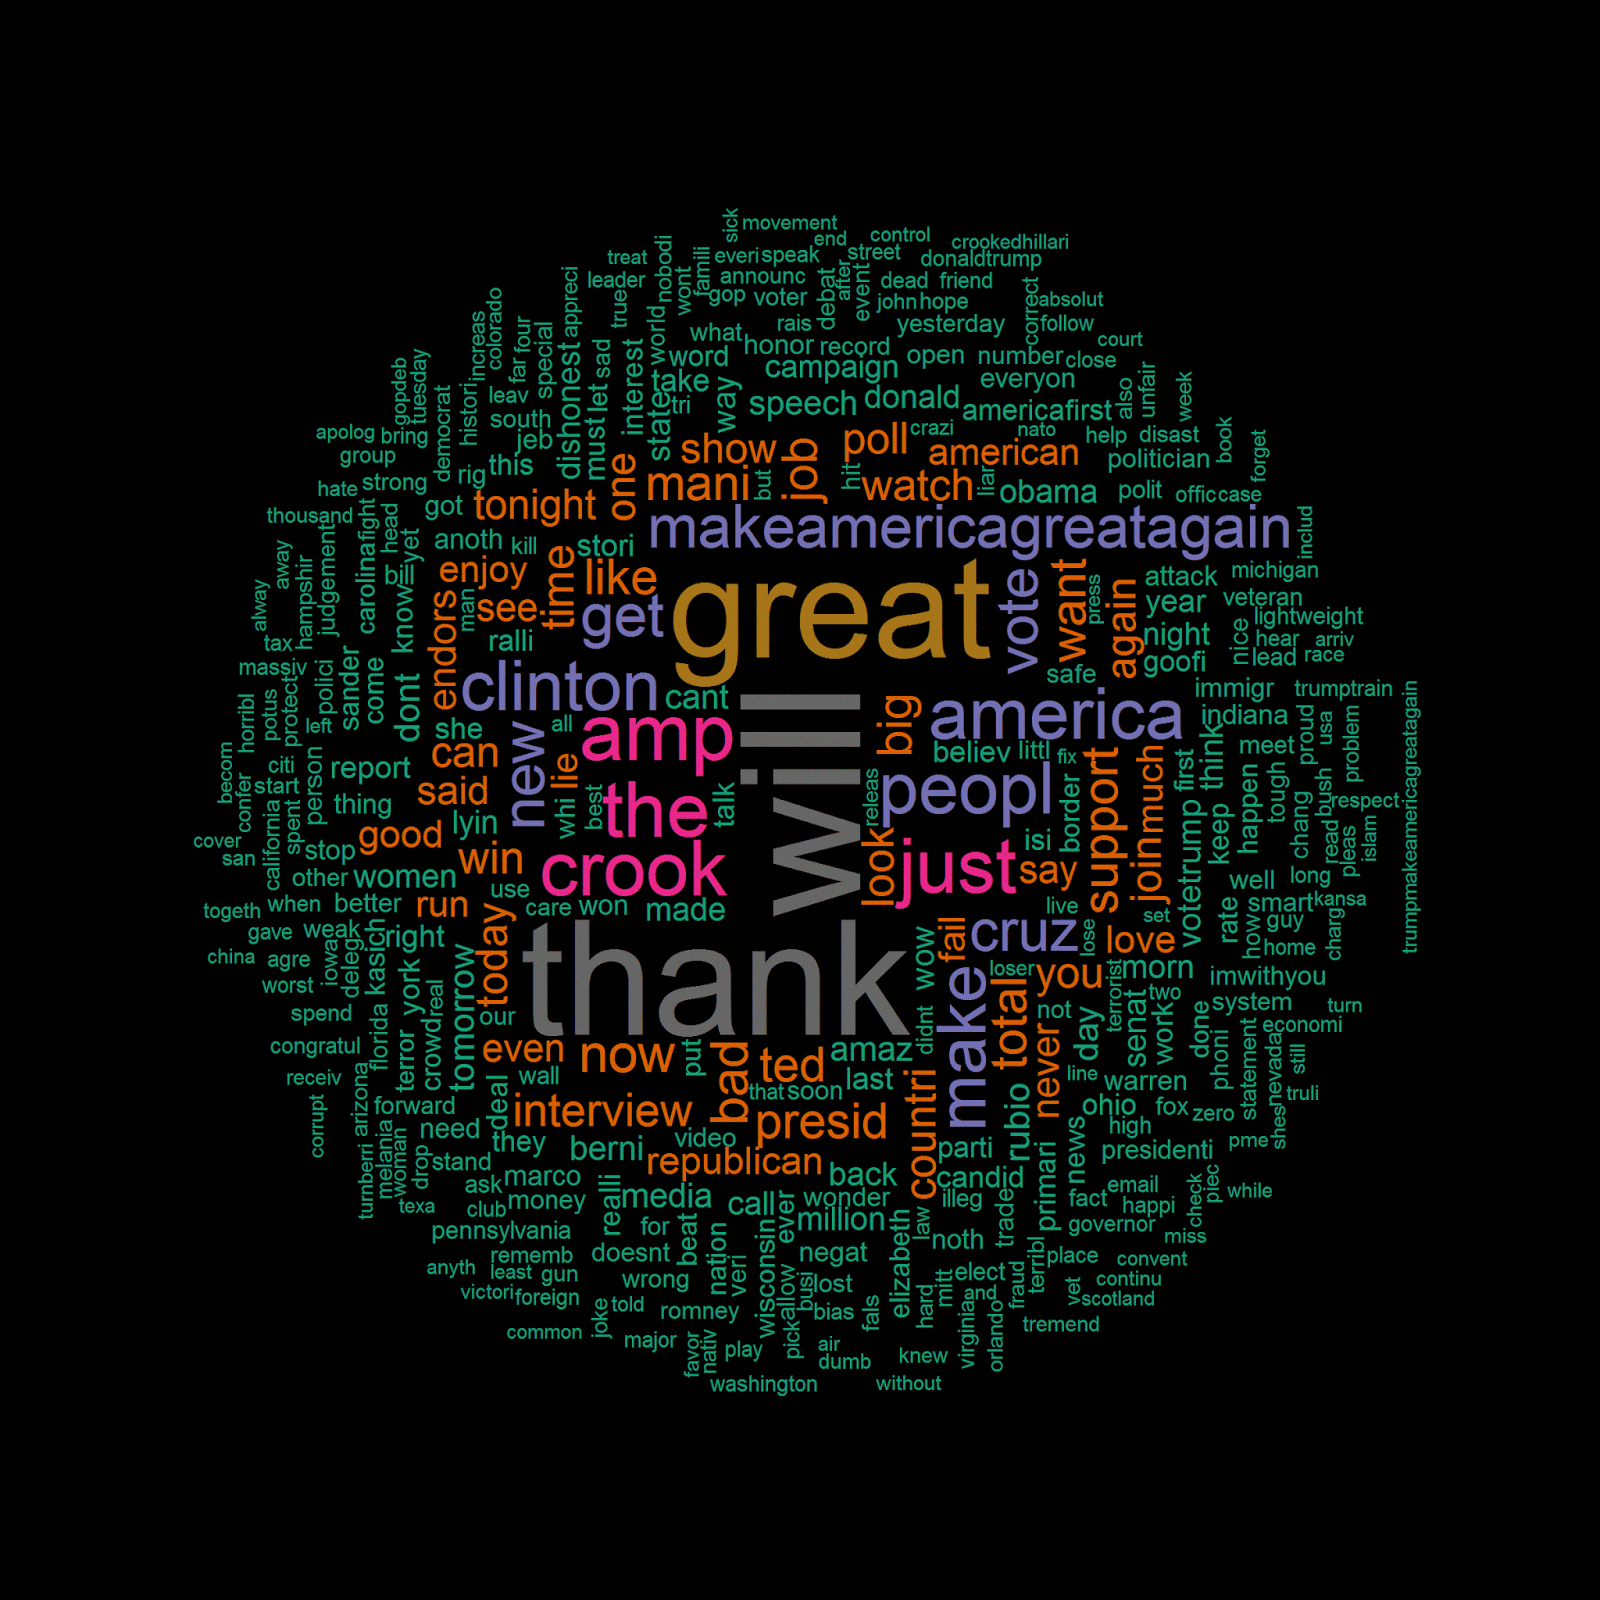 sick
movement
end
control
crookedhillari
treat
nobodi
famili
everi
speak
street
donaldtrump
leader
wont
announc
after
dead
friend
appreci
true
gop
voter
debat
event
john
hope
correct
absolut
increas
colorado
four
special
world
what
rais
yesterday
follow
court
far
sad
word
honor
record
open
number
close
gopdeb
tuesday
histori
leav
dishonest
let
interest
take
way
campaign
everyon
also
unfair
week
democrat
south
must
state
tri
speech
donald
americafirst
apolog
bring
jeb
show
job
poll
crazi
american
nato
help
disast
book
group
rig
this
one
mani
but
hit
watch
liar
politician
forget
hate
strong
got
tonight
obama
polit
offic
case
thousand
fight
head
yet
anoth
kill
stori
makeamericagreatagain
includ
away
judgement
carolina
enjoy
time
like
great
vote
want
press
again
attack
michigan
alway
hampshir
know
endors
man
see
get
year
veteran
lightweight
tax
ralli
night
nice
hear
arriv
massiv
polici
sander
come
dont
clinton
cant
will
safe
goofi
lead
race
horribl
potus
protect
left
she
new
all
amp
big
america
immigr
trumptrain
indiana
proud
usa
problem
trumpmakeamericagreatagain
becom
citi
person
report
can
lie
believ
littl
fix
support
much
first
think
meet
confer
start
spent
thing
said
whi
best
the
talk
releas
peopl
border
join
votetrump
keep
happen
tough
chang
bush
respect
cover
california
stop
good
lyin
win
crook
look
just
isi
say
read
pleas
islam
san
other
women
use
well
long
togeth
when
better
run
care
won
made
live
set
rate
smart
kansa
gave
weak
right
today
thank
wow
fail
cruz
lose
love
how
guy
charg
china
agre
iowa
deleg
kasich
york
tomorrow
loser
you
morn
home
worst
real
make
total
terrorist
imwithyou
spend
florida
crowd
our
didnt
not
day
senat
two
work
done
system
turn
congratul
terror
even
now
put
bad
ted
amaz
never
economi
receiv
wall
that
soon
last
countri
line
warren
phoni
statement
nevada
still
truli
corrupt
arizona
forward
deal
interview
presid
rubio
ohio
fox
zero
need
they
berni
video
parti
news
high
presidenti
pme
shes
turnberri
melania
woman
drop
stand
marco
republican
back
candid
primari
texa
ask
club
money
realli
media
call
ever
wonder
illeg
trade
fact
email
happi
check
piec
while
pennsylvania
for
beat
nation
wisconsin
million
elizabeth
law
governor
miss
rememb
doesnt
veri
negat
noth
terribl
place
convent
anyth
least
gun
wrong
allow
busi
lost
mitt
elect
fraud
vet
continu
victori
foreign
joke
told
romney
pick
bias
fals
hard
virginia
and
orlando
scotland
common
major
favor
nativ
play
air
dumb
knew
tremend
washington
without